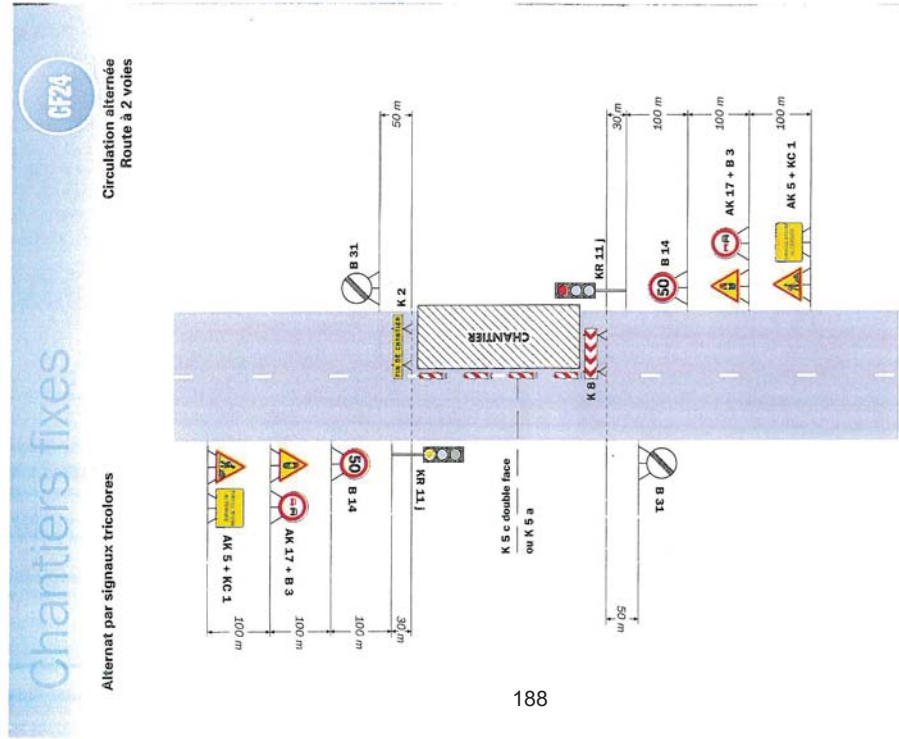 Chantiers fixes
CF24
Alternat par signaux tricolores
Circulation alternée
Route à 2 voies
AK 5 + KC 1
AK 17 + B 3
50
B 14
KR 11 j
100 m
100 m
100 m
30 m
B 31
50 m
K 2
FIN DE CHANTIER
CHANTIER
K 5 c double face
ou K 5 a
K 8
KR 11 j
50
B 14
AK 17 + B 3
CIRCULATION
ALTERNEE
AK 5 + KC 1
30 m
100 m
100 m
100 m
B 31
50 m
188